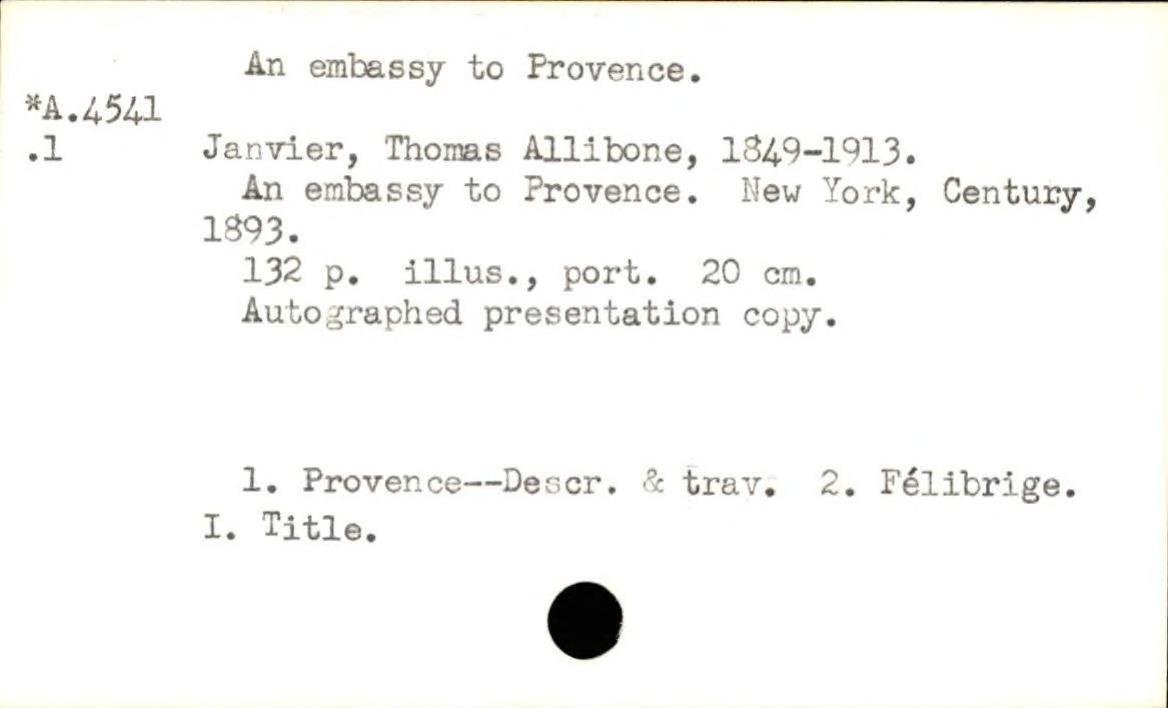 An embassy to Provence.
*A.4541
.1 Janvier, Thomas Allibone, 1849-1913.
An embassy to Provence. New York, Century,
1893.
132 p. illus., port. 20 cm.
Autographed presentation copy.
1. Provence--Descr. & trav. 2. Félibrige.
I. Title.